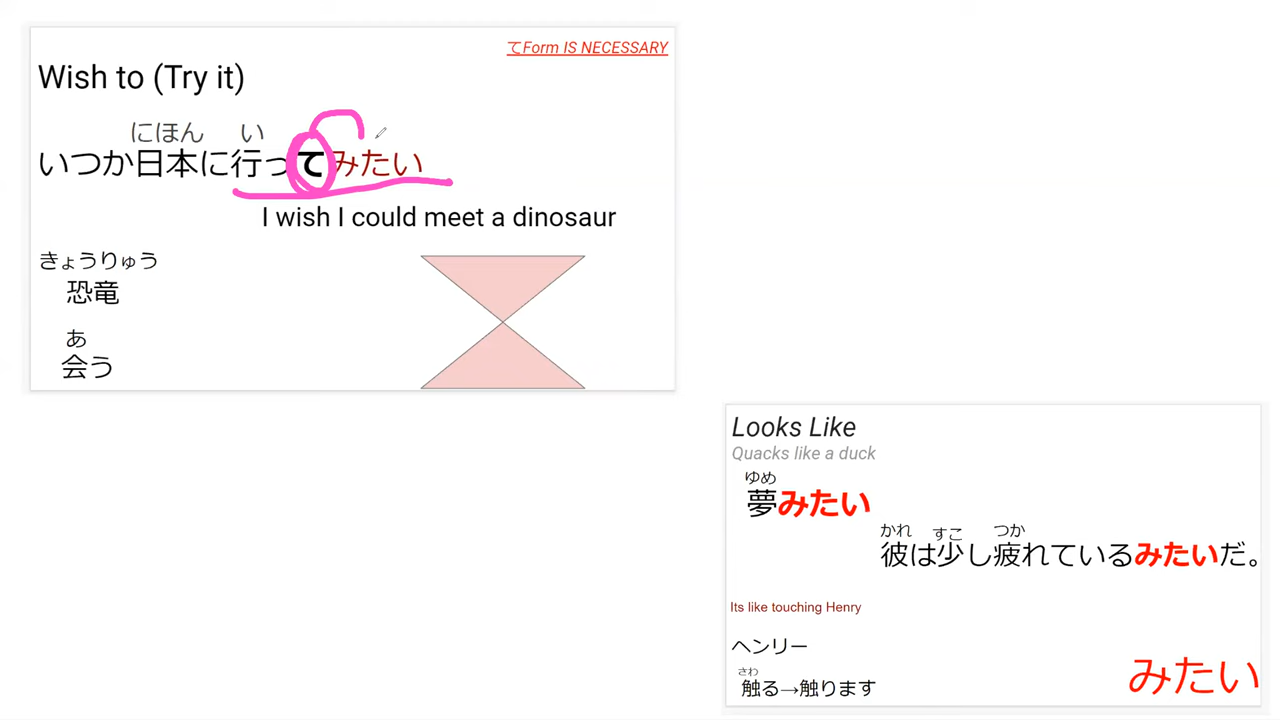 てForm IS NECESSARY
Wish to (Try it)
にほん い
いつか日本に行ってみたい
I wish I could meet a dinosaur
きょうりゅう
恐竜
あ
会う
Looks Like
Quacks like a duck
ゆめ
夢みたい
かれ すこ つか
彼は少し疲れているみたいだ。
Its like touching Henry
ヘンリー
さわ
触る→触ります
みたい